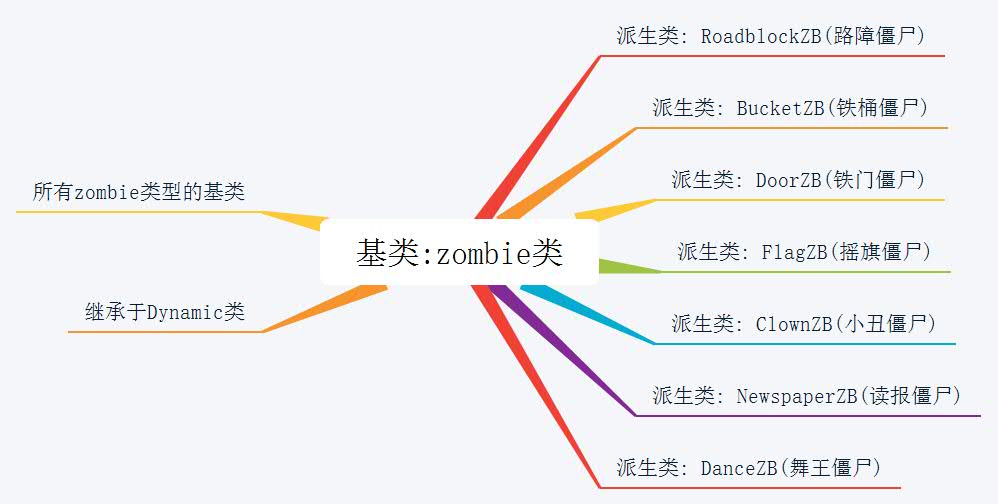 所有zombie类型的基类
继承于Dynamic类
基类:zombie类
派生类: RoadblockZB(路障僵尸)
派生类: BucketZB(铁桶僵尸)
派生类: DoorZB(铁门僵尸)
派生类: FlagZB(摇旗僵尸)
派生类: ClownZB(小丑僵尸)
派生类: NewspaperZB(读报僵尸)
派生类: DanceZB(舞王僵尸)